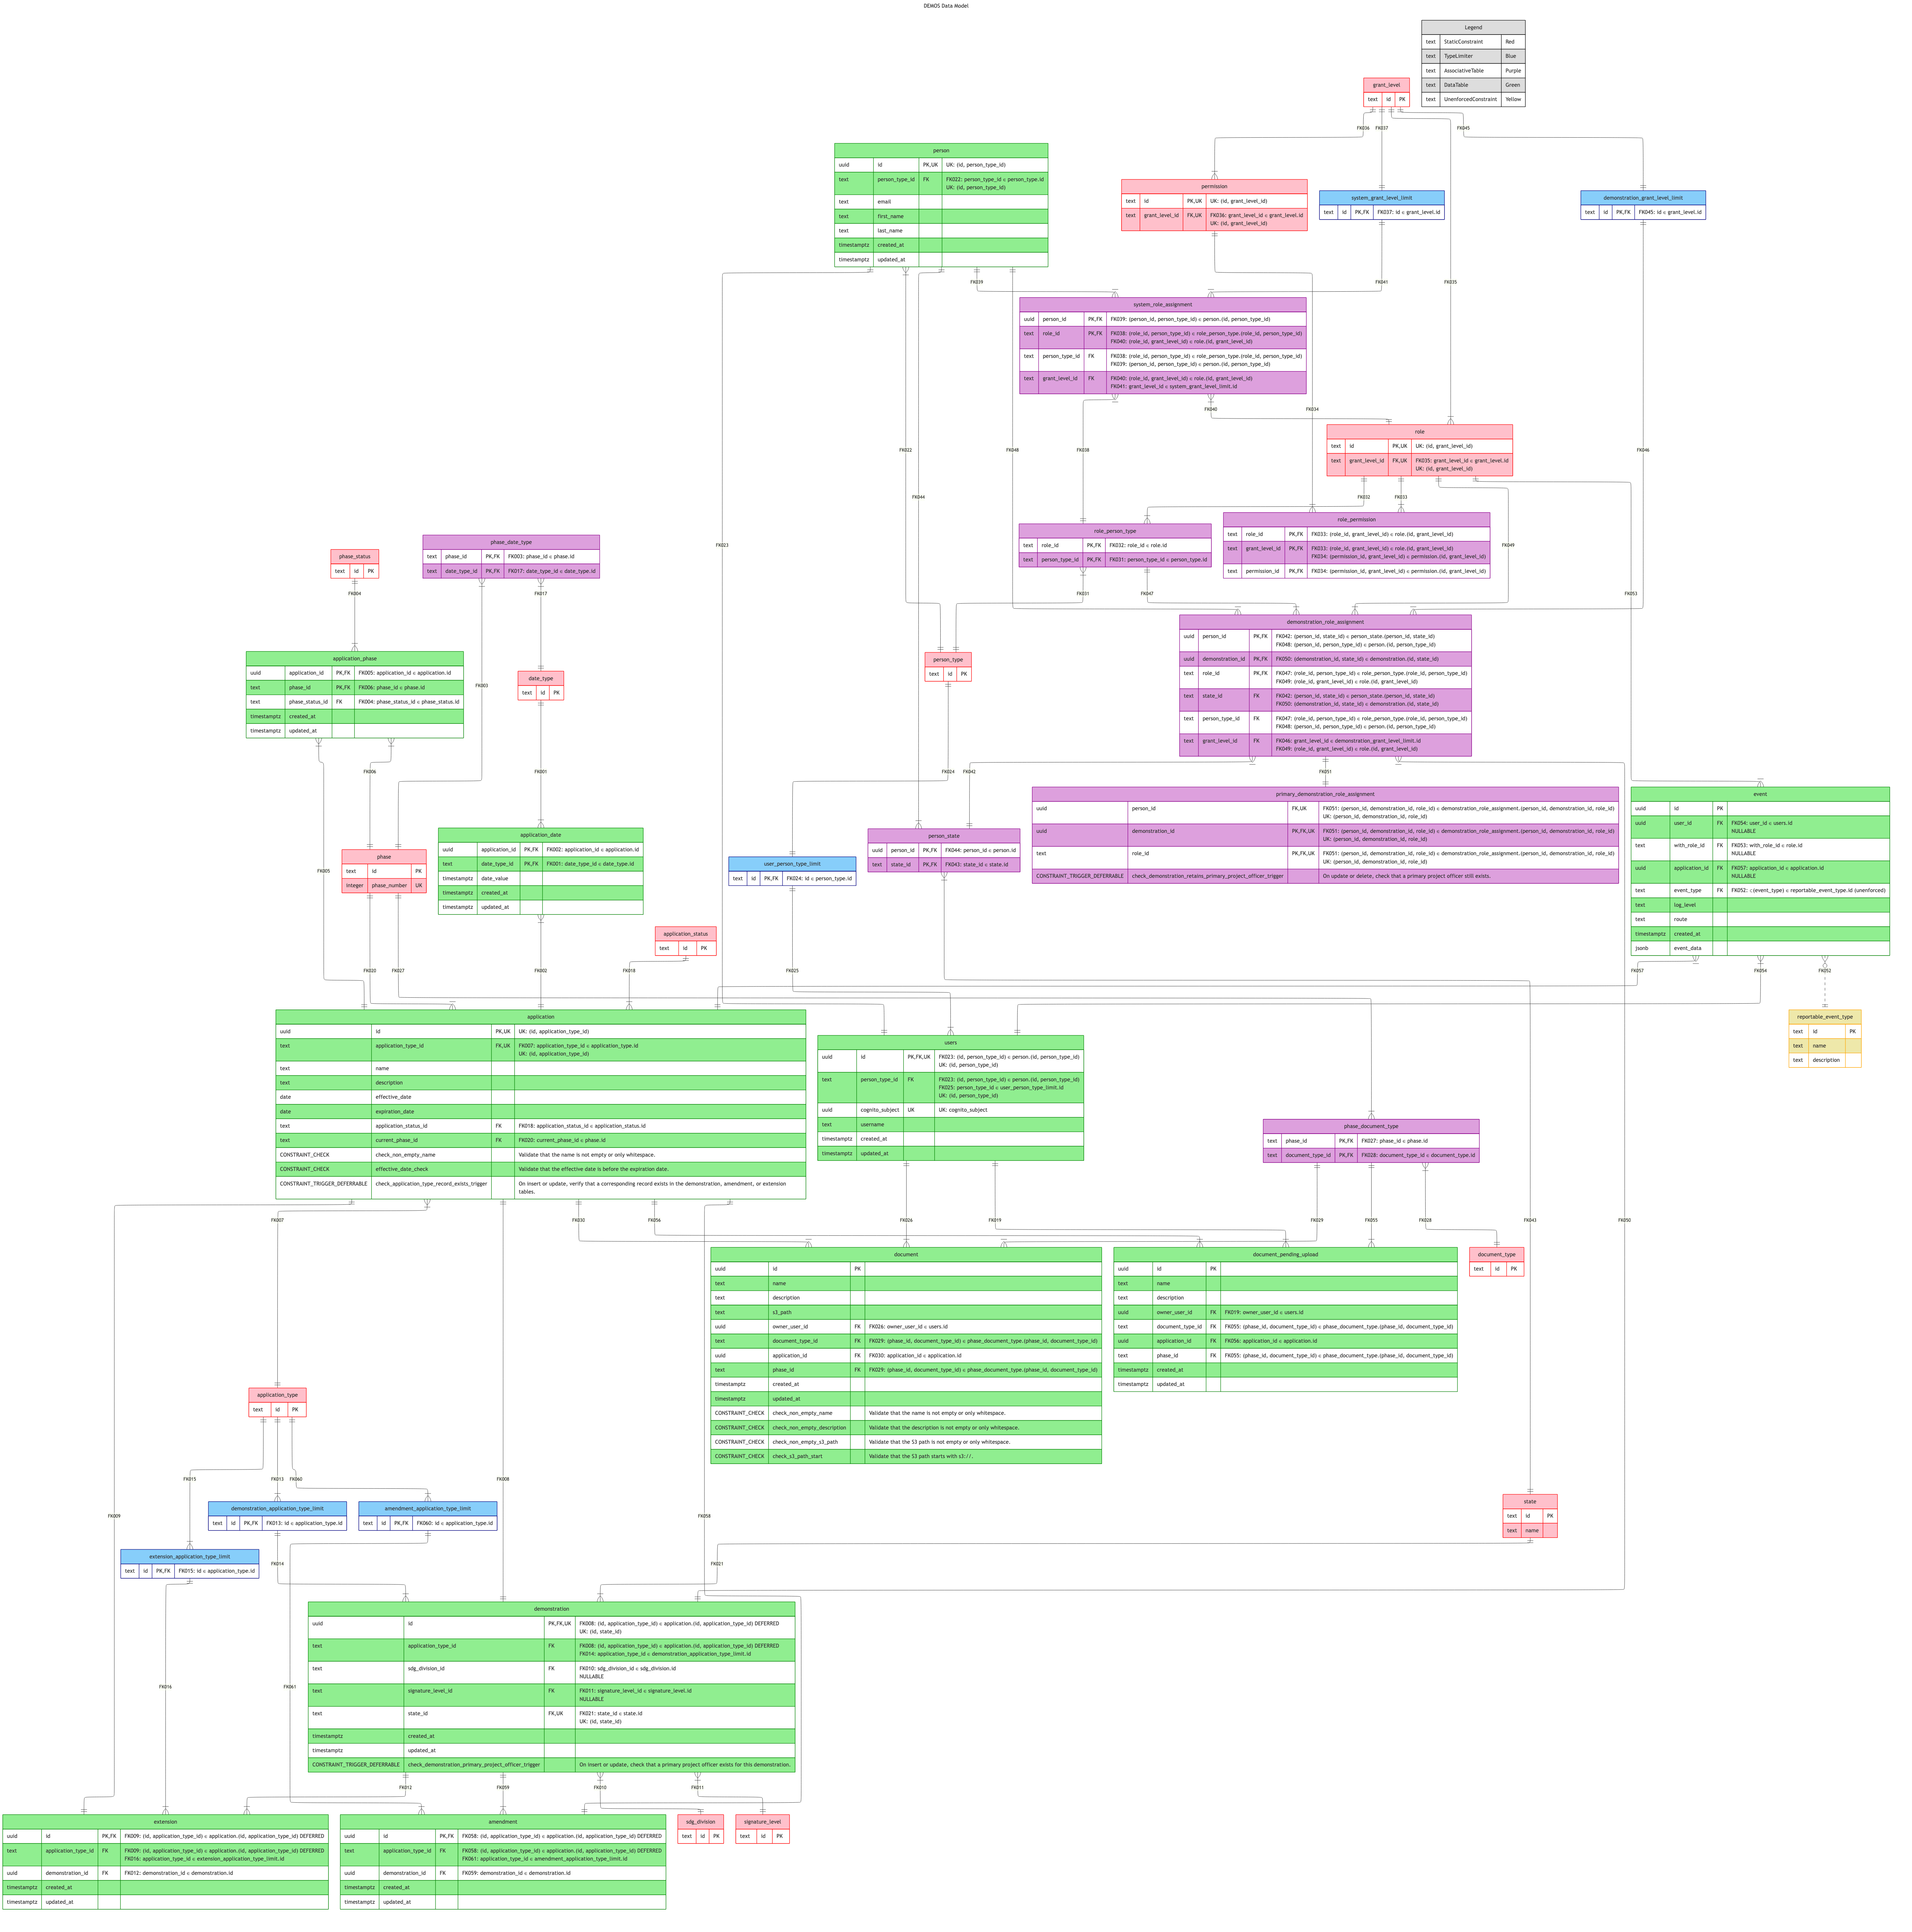 DEMOS Data Model
Legend
text StaticConstraint Red
text TypeLimiter Blue
text AssociativeTable Purple
text DataTable Green
text UnenforcedConstraint Yellow
grant_level
text id PK
FK036 FK037 FK045
person
uuid id PK,UK UK: (id, person_type_id)
text person_type_id FK FK022: person_type_id ∈ person_type.id
UK: (id, person_type_id)
text email
text first_name
text last_name
timestamptz created_at
timestamptz updated_at
permission
text id PK,UK UK: (id, grant_level_id)
text grant_level_id FK,UK FK036: grant_level_id ∈ grant_level.id
UK: (id, grant_level_id)
system_grant_level_limit
text id PK,FK FK037: id ∈ grant_level.id
demonstration_grant_level_limit
text id PK,FK FK045: id ∈ grant_level.id
FK039 FK041 FK035
system_role_assignment
uuid person_id PK,FK FK039: (person_id, person_type_id) ∈ person.(id, person_type_id)
text role_id PK,FK FK038: (role_id, person_type_id) ∈ role_person_type.(role_id, person_type_id)
FK040: (role_id, grant_level_id) ∈ role.(id, grant_level_id)
text person_type_id FK FK038: (role_id, person_type_id) ∈ role_person_type.(role_id, person_type_id)
FK039: (person_id, person_type_id) ∈ person.(id, person_type_id)
text grant_level_id FK FK040: (role_id, grant_level_id) ∈ role.(id, grant_level_id)
FK041: grant_level_id ∈ system_grant_level_limit.id
FK040
FK034
role
text id PK,UK UK: (id, grant_level_id)
text grant_level_id FK,UK FK035: grant_level_id ∈ grant_level.id
UK: (id, grant_level_id)
FK022 FK048 FK038 FK046
FK044 FK032 FK033
role_person_type
text role_id PK,FK FK032: role_id ∈ role.id
text person_type_id PK,FK FK031: person_type_id ∈ person_type.id
role_permission
text role_id PK,FK FK033: (role_id, grant_level_id) ∈ role.(id, grant_level_id)
text grant_level_id PK,FK FK033: (role_id, grant_level_id) ∈ role.(id, grant_level_id)
FK034: (permission_id, grant_level_id) ∈ permission.(id, grant_level_id)
text permission_id PK,FK FK034: (permission_id, grant_level_id) ∈ permission.(id, grant_level_id)
FK023 FK049
phase_status
text id PK
phase_date_type
text phase_id PK,FK FK003: phase_id ∈ phase.id
text date_type_id PK,FK FK017: date_type_id ∈ date_type.id
FK004 FK017 FK031 FK047 FK053
demonstration_role_assignment
uuid person_id PK,FK FK042: (person_id, state_id) ∈ person_state.(person_id, state_id)
FK048: (person_id, person_type_id) ∈ person.(id, person_type_id)
uuid demonstration_id PK,FK FK050: (demonstration_id, state_id) ∈ demonstration.(id, state_id)
text role_id PK,FK FK047: (role_id, person_type_id) ∈ role_person_type.(role_id, person_type_id)
FK049: (role_id, grant_level_id) ∈ role.(id, grant_level_id)
text state_id FK FK042: (person_id, state_id) ∈ person_state.(person_id, state_id)
FK050: (demonstration_id, state_id) ∈ demonstration.(id, state_id)
text person_type_id FK FK047: (role_id, person_type_id) ∈ role_person_type.(role_id, person_type_id)
FK048: (person_id, person_type_id) ∈ person.(id, person_type_id)
text grant_level_id FK FK046: grant_level_id ∈ demonstration_grant_level_limit.id
FK049: (role_id, grant_level_id) ∈ role.(id, grant_level_id)
application_phase
uuid application_id PK,FK FK005: application_id ∈ application.id
text phase_id PK,FK FK006: phase_id ∈ phase.id
text phase_status_id FK FK004: phase_status_id ∈ phase_status.id
timestamptz created_at
timestamptz updated_at
FK003
date_type
text id PK
person_type
text id PK
FK006 FK001 FK024 FK042 FK051
primary_demonstration_role_assignment
uuid person_id FK,UK FK051: (person_id, demonstration_id, role_id) ∈ demonstration_role_assignment.(person_id, demonstration_id, role_id)
UK: (person_id, demonstration_id, role_id)
uuid demonstration_id PK,FK,UK FK051: (person_id, demonstration_id, role_id) ∈ demonstration_role_assignment.(person_id, demonstration_id, role_id)
UK: (person_id, demonstration_id, role_id)
text role_id PK,FK,UK FK051: (person_id, demonstration_id, role_id) ∈ demonstration_role_assignment.(person_id, demonstration_id, role_id)
UK: (person_id, demonstration_id, role_id)
CONSTRAINT_TRIGGER_DEFERRABLE check_demonstration_retains_primary_project_officer_trigger On update or delete, check that a primary project officer still exists.
event
uuid id PK
uuid user_id FK FK054: user_id ∈ users.id
NULLABLE
text with_role_id FK FK053: with_role_id ∈ role.id
NULLABLE
uuid application_id FK FK057: application_id ∈ application.id
NULLABLE
text event_type FK FK052: c(event_type) ∈ reportable_event_type.id (unenforced)
text log_level
text route
timestamptz created_at
jsonb event_data
application_date
uuid application_id PK,FK FK002: application_id ∈ application.id
text date_type_id PK,FK FK001: date_type_id ∈ date_type.id
timestamptz date_value
timestamptz created_at
timestamptz updated_at
person_state
uuid person_id PK,FK FK044: person_id ∈ person.id
text state_id PK,FK FK043: state_id ∈ state.id
phase
text id PK
integer phase_number UK
user_person_type_limit
text id PK,FK FK024: id ∈ person_type.id
FK005
application_status
text id PK
FK020 FK027 FK002 FK018 FK025 FK057 FK054 FK052
application
uuid id PK,UK UK: (id, application_type_id)
text application_type_id FK,UK FK007: application_type_id ∈ application_type.id
UK: (id, application_type_id)
text name
text description
date effective_date
date expiration_date
text application_status_id FK FK018: application_status_id ∈ application_status.id
text current_phase_id FK FK020: current_phase_id ∈ phase.id
CONSTRAINT_CHECK check_non_empty_name Validate that the name is not empty or only whitespace.
CONSTRAINT_CHECK effective_date_check Validate that the effective date is before the expiration date.
CONSTRAINT_TRIGGER_DEFERRABLE check_application_type_record_exists_trigger On insert or update, verify that a corresponding record exists in the demonstration, amendment, or extension
tables.
users
uuid id PK,FK,UK FK023: (id, person_type_id) ∈ person.(id, person_type_id)
UK: (id, person_type_id)
text person_type_id FK FK023: (id, person_type_id) ∈ person.(id, person_type_id)
FK025: person_type_id ∈ user_person_type_limit.id
UK: (id, person_type_id)
uuid cognito_subject UK UK: cognito_subject
text username
timestamptz created_at
timestamptz updated_at
reportable_event_type
text id PK
text name
text description
phase_document_type
text phase_id PK,FK FK027: phase_id ∈ phase.id
text document_type_id PK,FK FK028: document_type_id ∈ document_type.id
FK007 FK030 FK056 FK026 FK019 FK029 FK055 FK028 FK043 FK050
document
uuid id PK
text name
text description
text s3_path
uuid owner_user_id FK FK026: owner_user_id ∈ users.id
text document_type_id FK FK029: (phase_id, document_type_id) ∈ phase_document_type.(phase_id, document_type_id)
uuid application_id FK FK030: application_id ∈ application.id
text phase_id FK FK029: (phase_id, document_type_id) ∈ phase_document_type.(phase_id, document_type_id)
timestamptz created_at
timestamptz updated_at
CONSTRAINT_CHECK check_non_empty_name Validate that the name is not empty or only whitespace.
CONSTRAINT_CHECK check_non_empty_description Validate that the description is not empty or only whitespace.
CONSTRAINT_CHECK check_non_empty_s3_path Validate that the S3 path is not empty or only whitespace.
CONSTRAINT_CHECK check_s3_path_start Validate that the S3 path starts with s3://.
document_pending_upload
uuid id PK
text name
text description
uuid owner_user_id FK FK019: owner_user_id ∈ users.id
text document_type_id FK FK055: (phase_id, document_type_id) ∈ phase_document_type.(phase_id, document_type_id)
uuid application_id FK FK056: application_id ∈ application.id
text phase_id FK FK055: (phase_id, document_type_id) ∈ phase_document_type.(phase_id, document_type_id)
timestamptz created_at
timestamptz updated_at
document_type
text id PK
application_type
text id PK
FK015 FK013 FK060 FK008
demonstration_application_type_limit
text id PK,FK FK013: id ∈ application_type.id
amendment_application_type_limit
text id PK,FK FK060: id ∈ application_type.id
state
text id PK
text name
FK009 FK058
extension_application_type_limit
text id PK,FK FK015: id ∈ application_type.id
FK014 FK021
demonstration
uuid id PK,FK,UK FK008: (id, application_type_id) ∈ application.(id, application_type_id) DEFERRED
UK: (id, state_id)
text application_type_id FK FK008: (id, application_type_id) ∈ application.(id, application_type_id) DEFERRED
FK014: application_type_id ∈ demonstration_application_type_limit.id
text sdg_division_id FK FK010: sdg_division_id ∈ sdg_division.id
NULLABLE
text signature_level_id FK FK011: signature_level_id ∈ signature_level.id
NULLABLE
text state_id FK,UK FK021: state_id ∈ state.id
UK: (id, state_id)
timestamptz created_at
timestamptz updated_at
CONSTRAINT_TRIGGER_DEFERRABLE check_demonstration_primary_project_officer_trigger On insert or update, check that a primary project officer exists for this demonstration.
FK016 FK061
FK012 FK059 FK010 FK011
extension
uuid id PK,FK FK009: (id, application_type_id) ∈ application.(id, application_type_id) DEFERRED
text application_type_id FK FK009: (id, application_type_id) ∈ application.(id, application_type_id) DEFERRED
FK016: application_type_id ∈ extension_application_type_limit.id
uuid demonstration_id FK FK012: demonstration_id ∈ demonstration.id
timestamptz created_at
timestamptz updated_at
amendment
uuid id PK,FK FK058: (id, application_type_id) ∈ application.(id, application_type_id) DEFERRED
text application_type_id FK FK058: (id, application_type_id) ∈ application.(id, application_type_id) DEFERRED
FK061: application_type_id ∈ amendment_application_type_limit.id
uuid demonstration_id FK FK059: demonstration_id ∈ demonstration.id
timestamptz created_at
timestamptz updated_at
sdg_division
text id PK
signature_level
text id PK